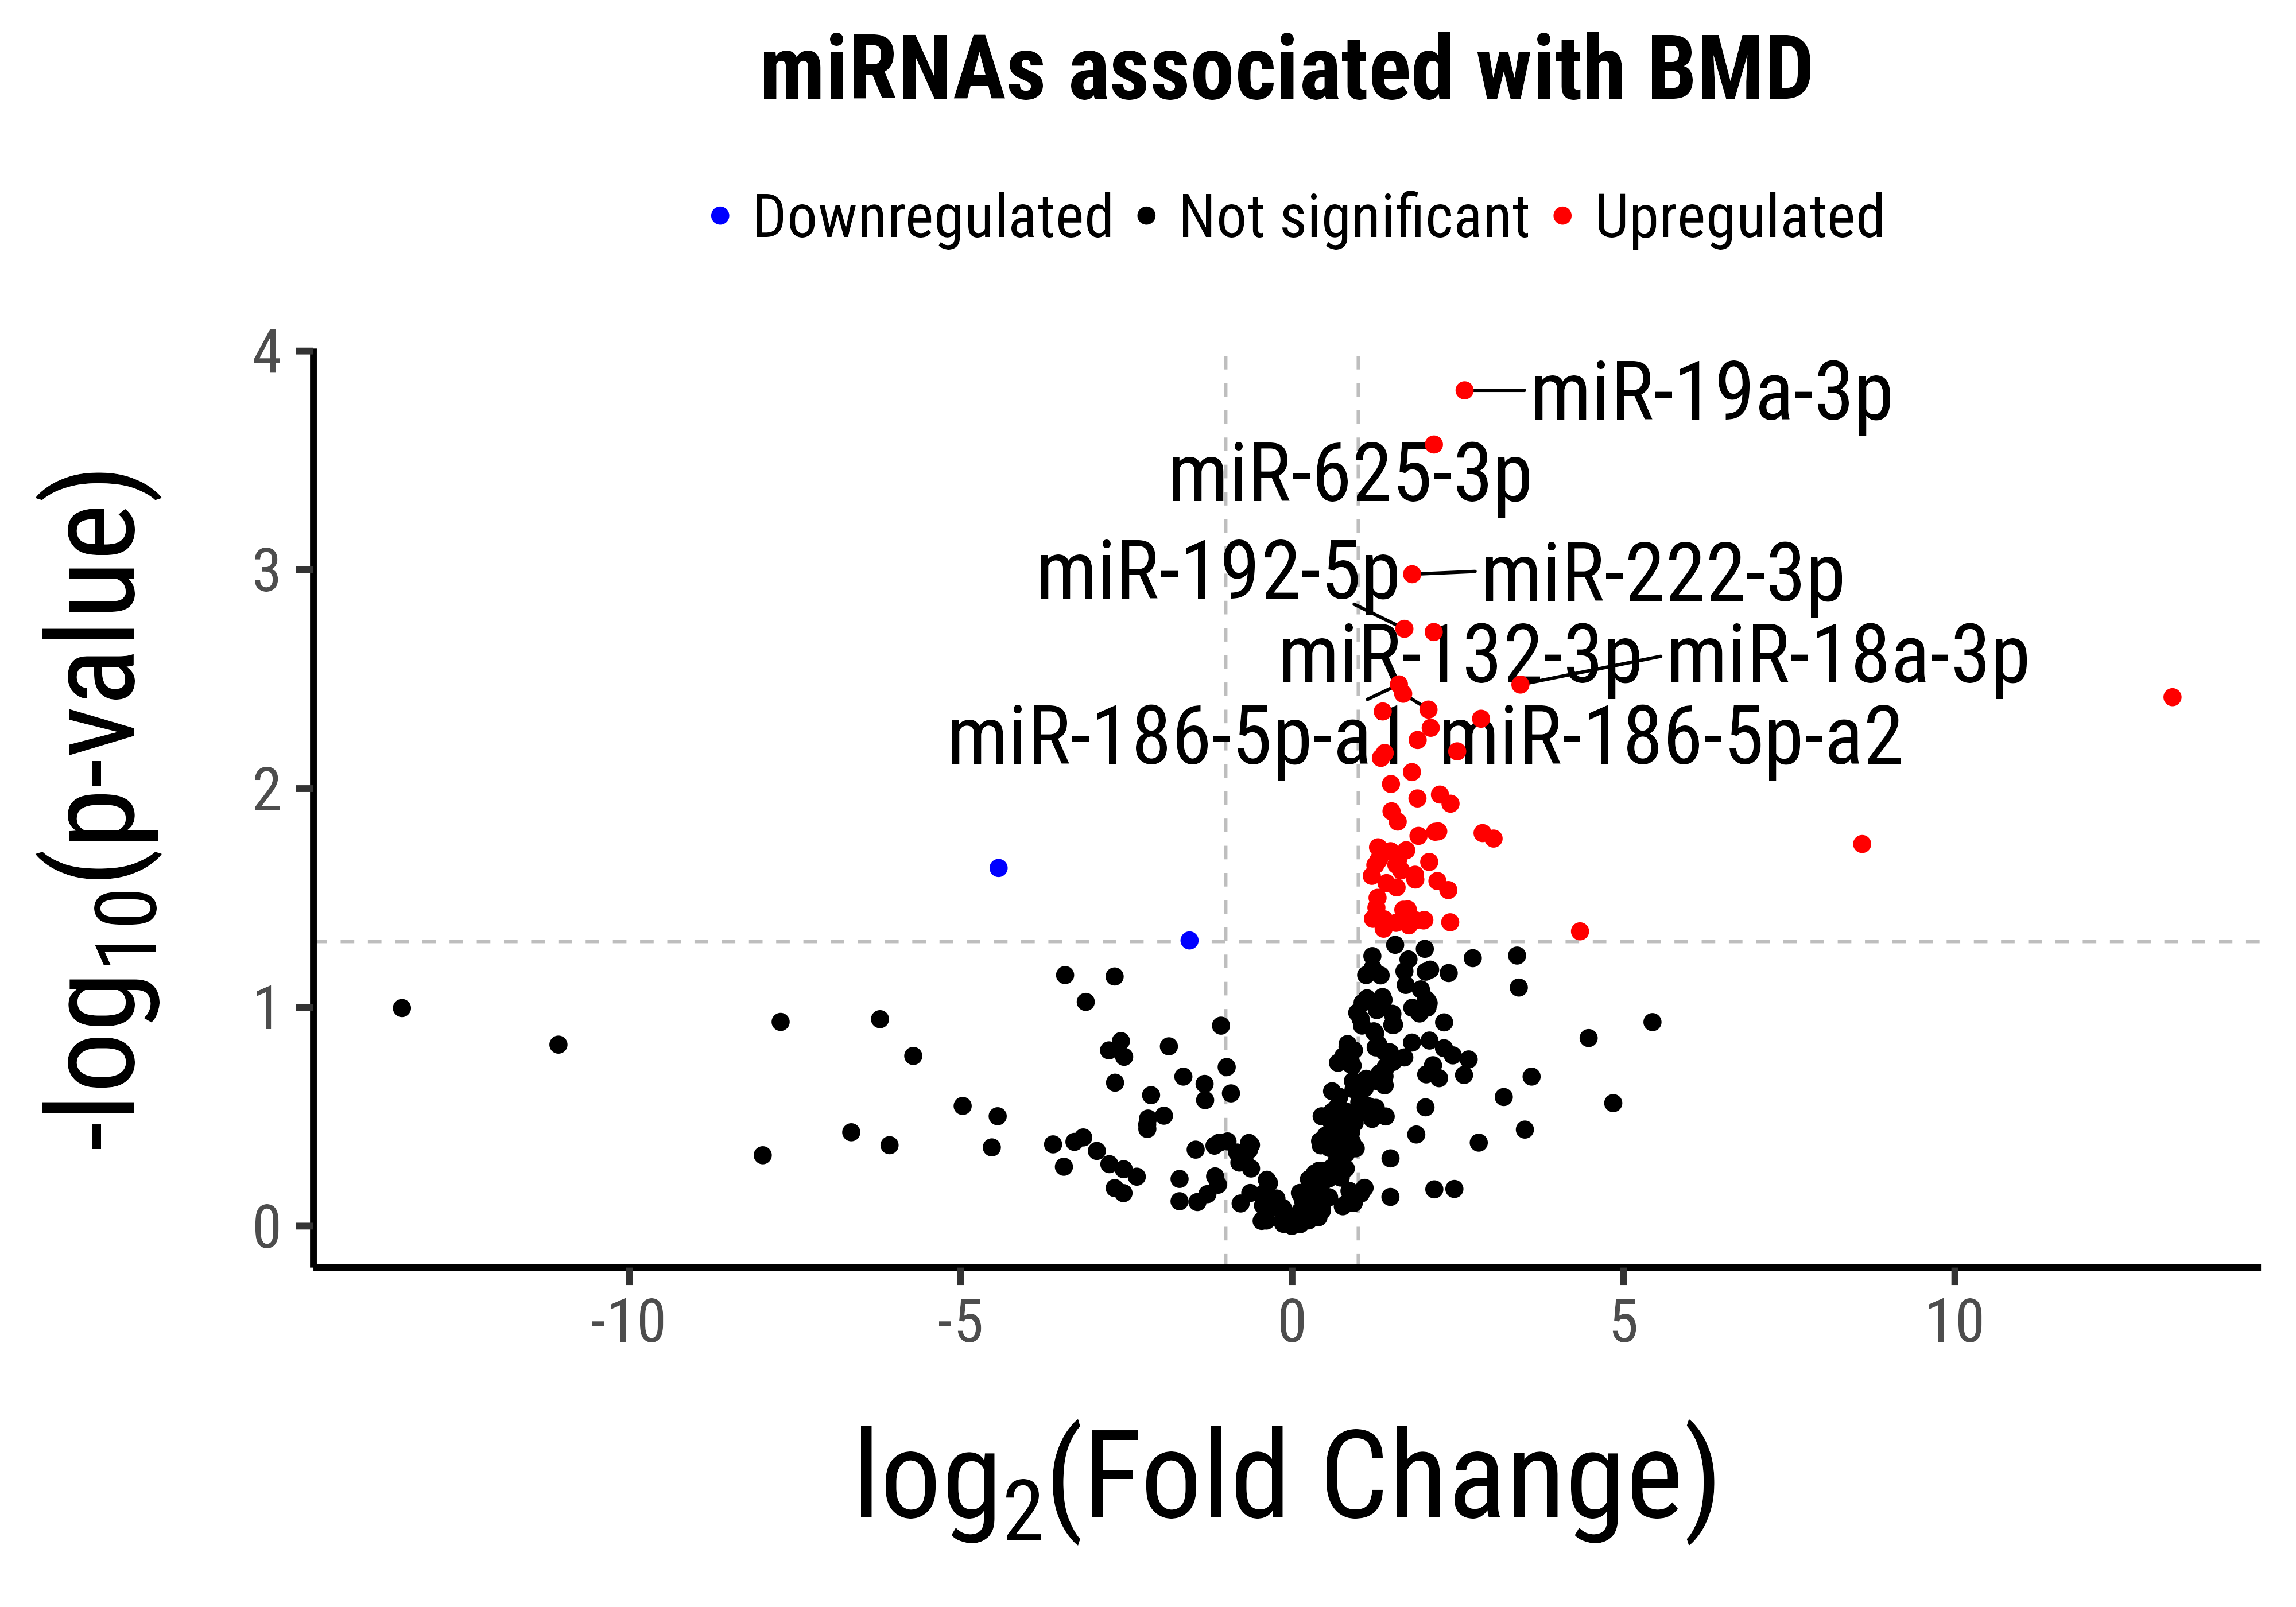 miRNAs associated with BMD
Downregulated Not significant Upregulated
4
miR-19a-3p
miR-625-3p
3
miR-192-5p miR-222-3p
miR-132-3p miR-18a-3p
miR-186-5p-a1 miR-186-5p-a2
2
1
0
-log10(p-value)
-10 -5 0 5 10
log2(Fold Change)